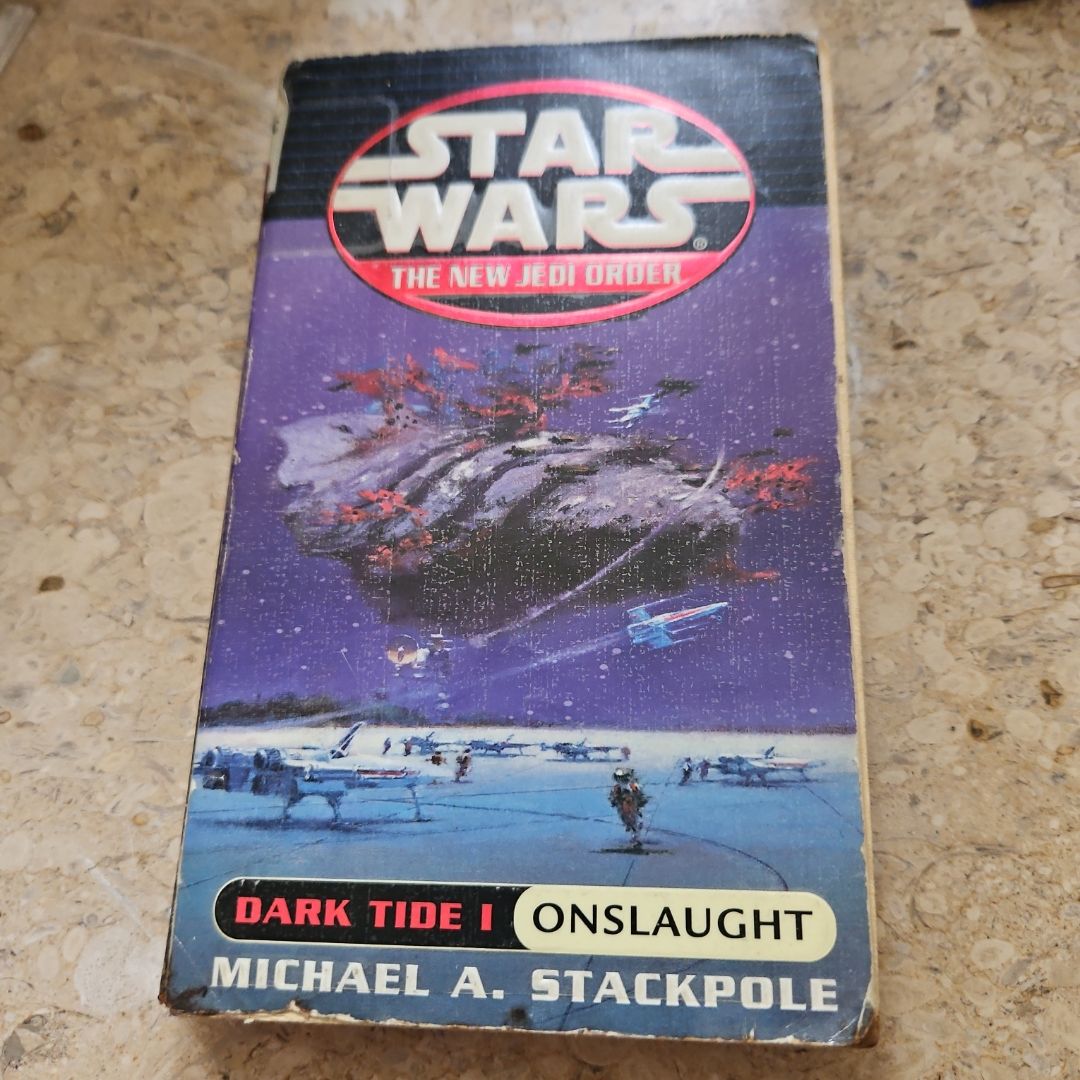 STAR
WARS®
THE NEW JEDI ORDER
DARK TIDE I ONSLAUGHT
MICHAEL A. STACKPOLE